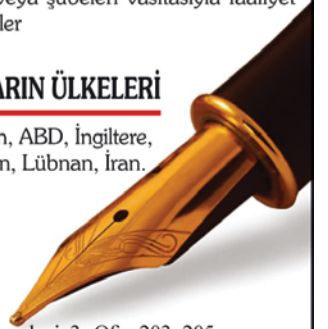 veya şubeleri vasıtasıyla faaliyet
ler
ARIN ÜLKELERİ
n, ABD, İngiltere,
n, Lübnan, İran.